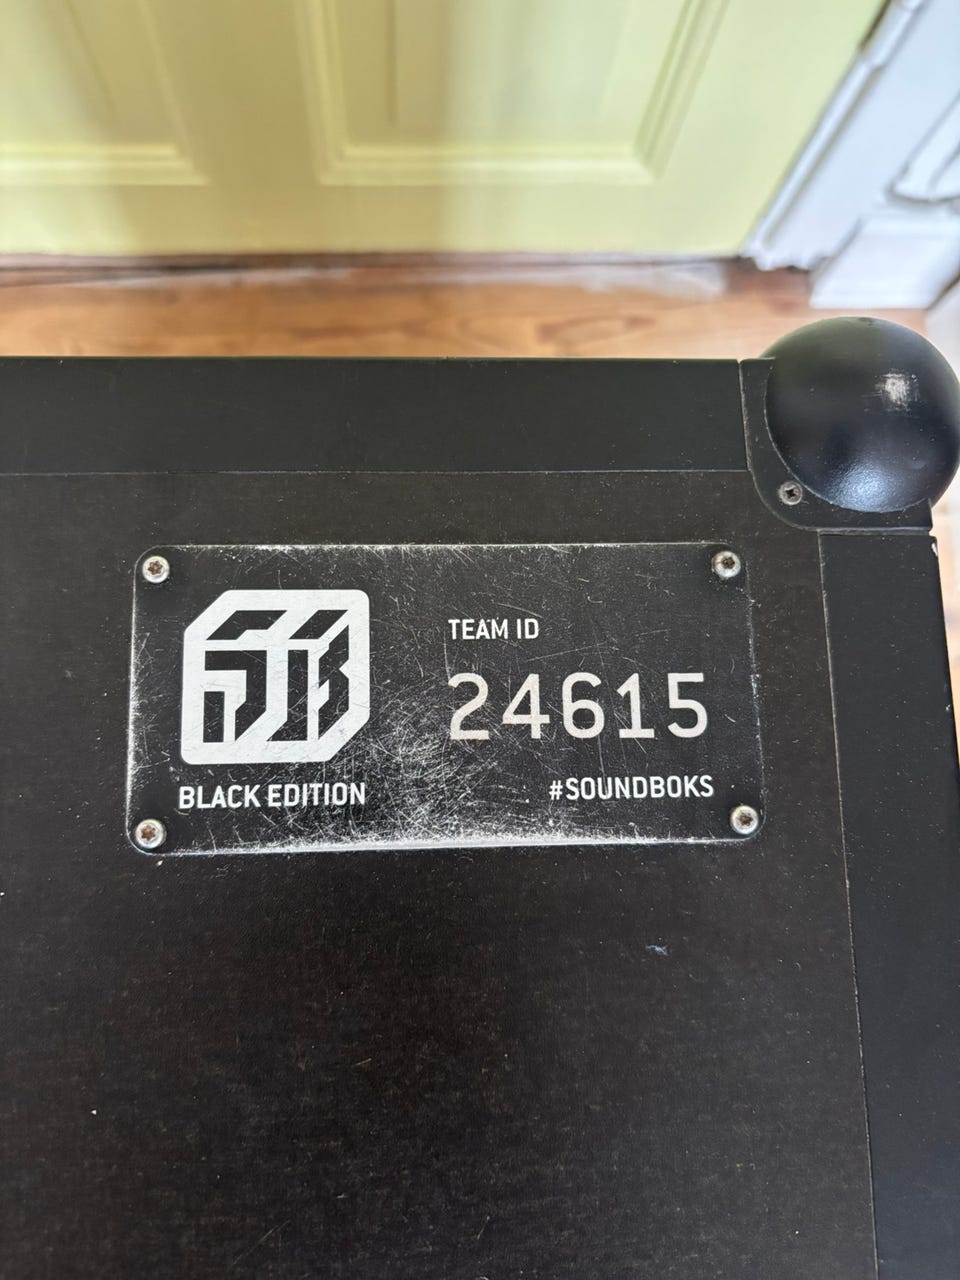 TEAM ID
24615
BLACK EDITION
#SOUNDBOKS